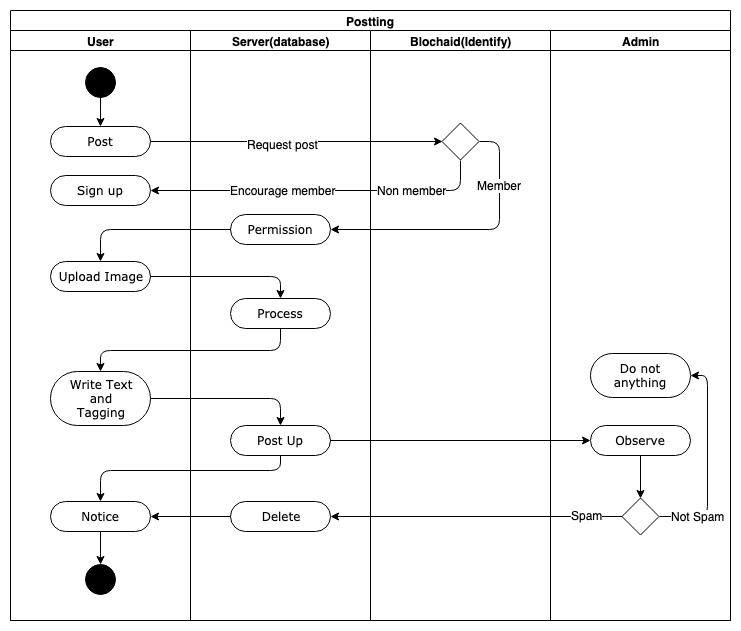 Postting
User
Server(database)
Blochaid(Identify)
Admin
Post
Request post
Sign up
Encourage member
Non member
Member
Permission
Upload Image
Process
Write Text
and
Tagging
Do not
anything
Post Up
Observe
Notice
Delete
Spam
Not Spam